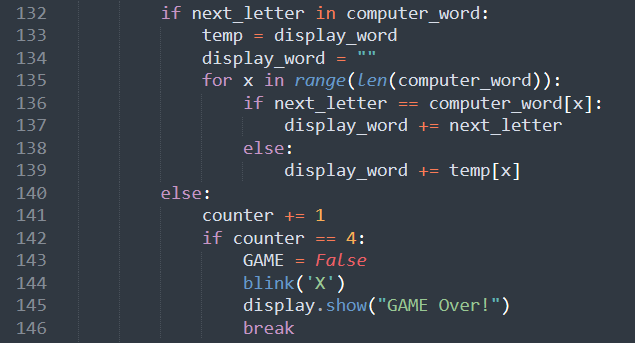 132 if next_letter in computer_word:
133 temp = display_word
134 display_word = ""
135 for x in range(len(computer_word)):
136 if next_letter == computer_word[x]:
137 display_word += next_letter
138 else:
139 display_word += temp[x]
140 else:
141 counter += 1
142 if counter == 4:
143 GAME = False
144 blink('X')
145 display.show("GAME Over!")
146 break